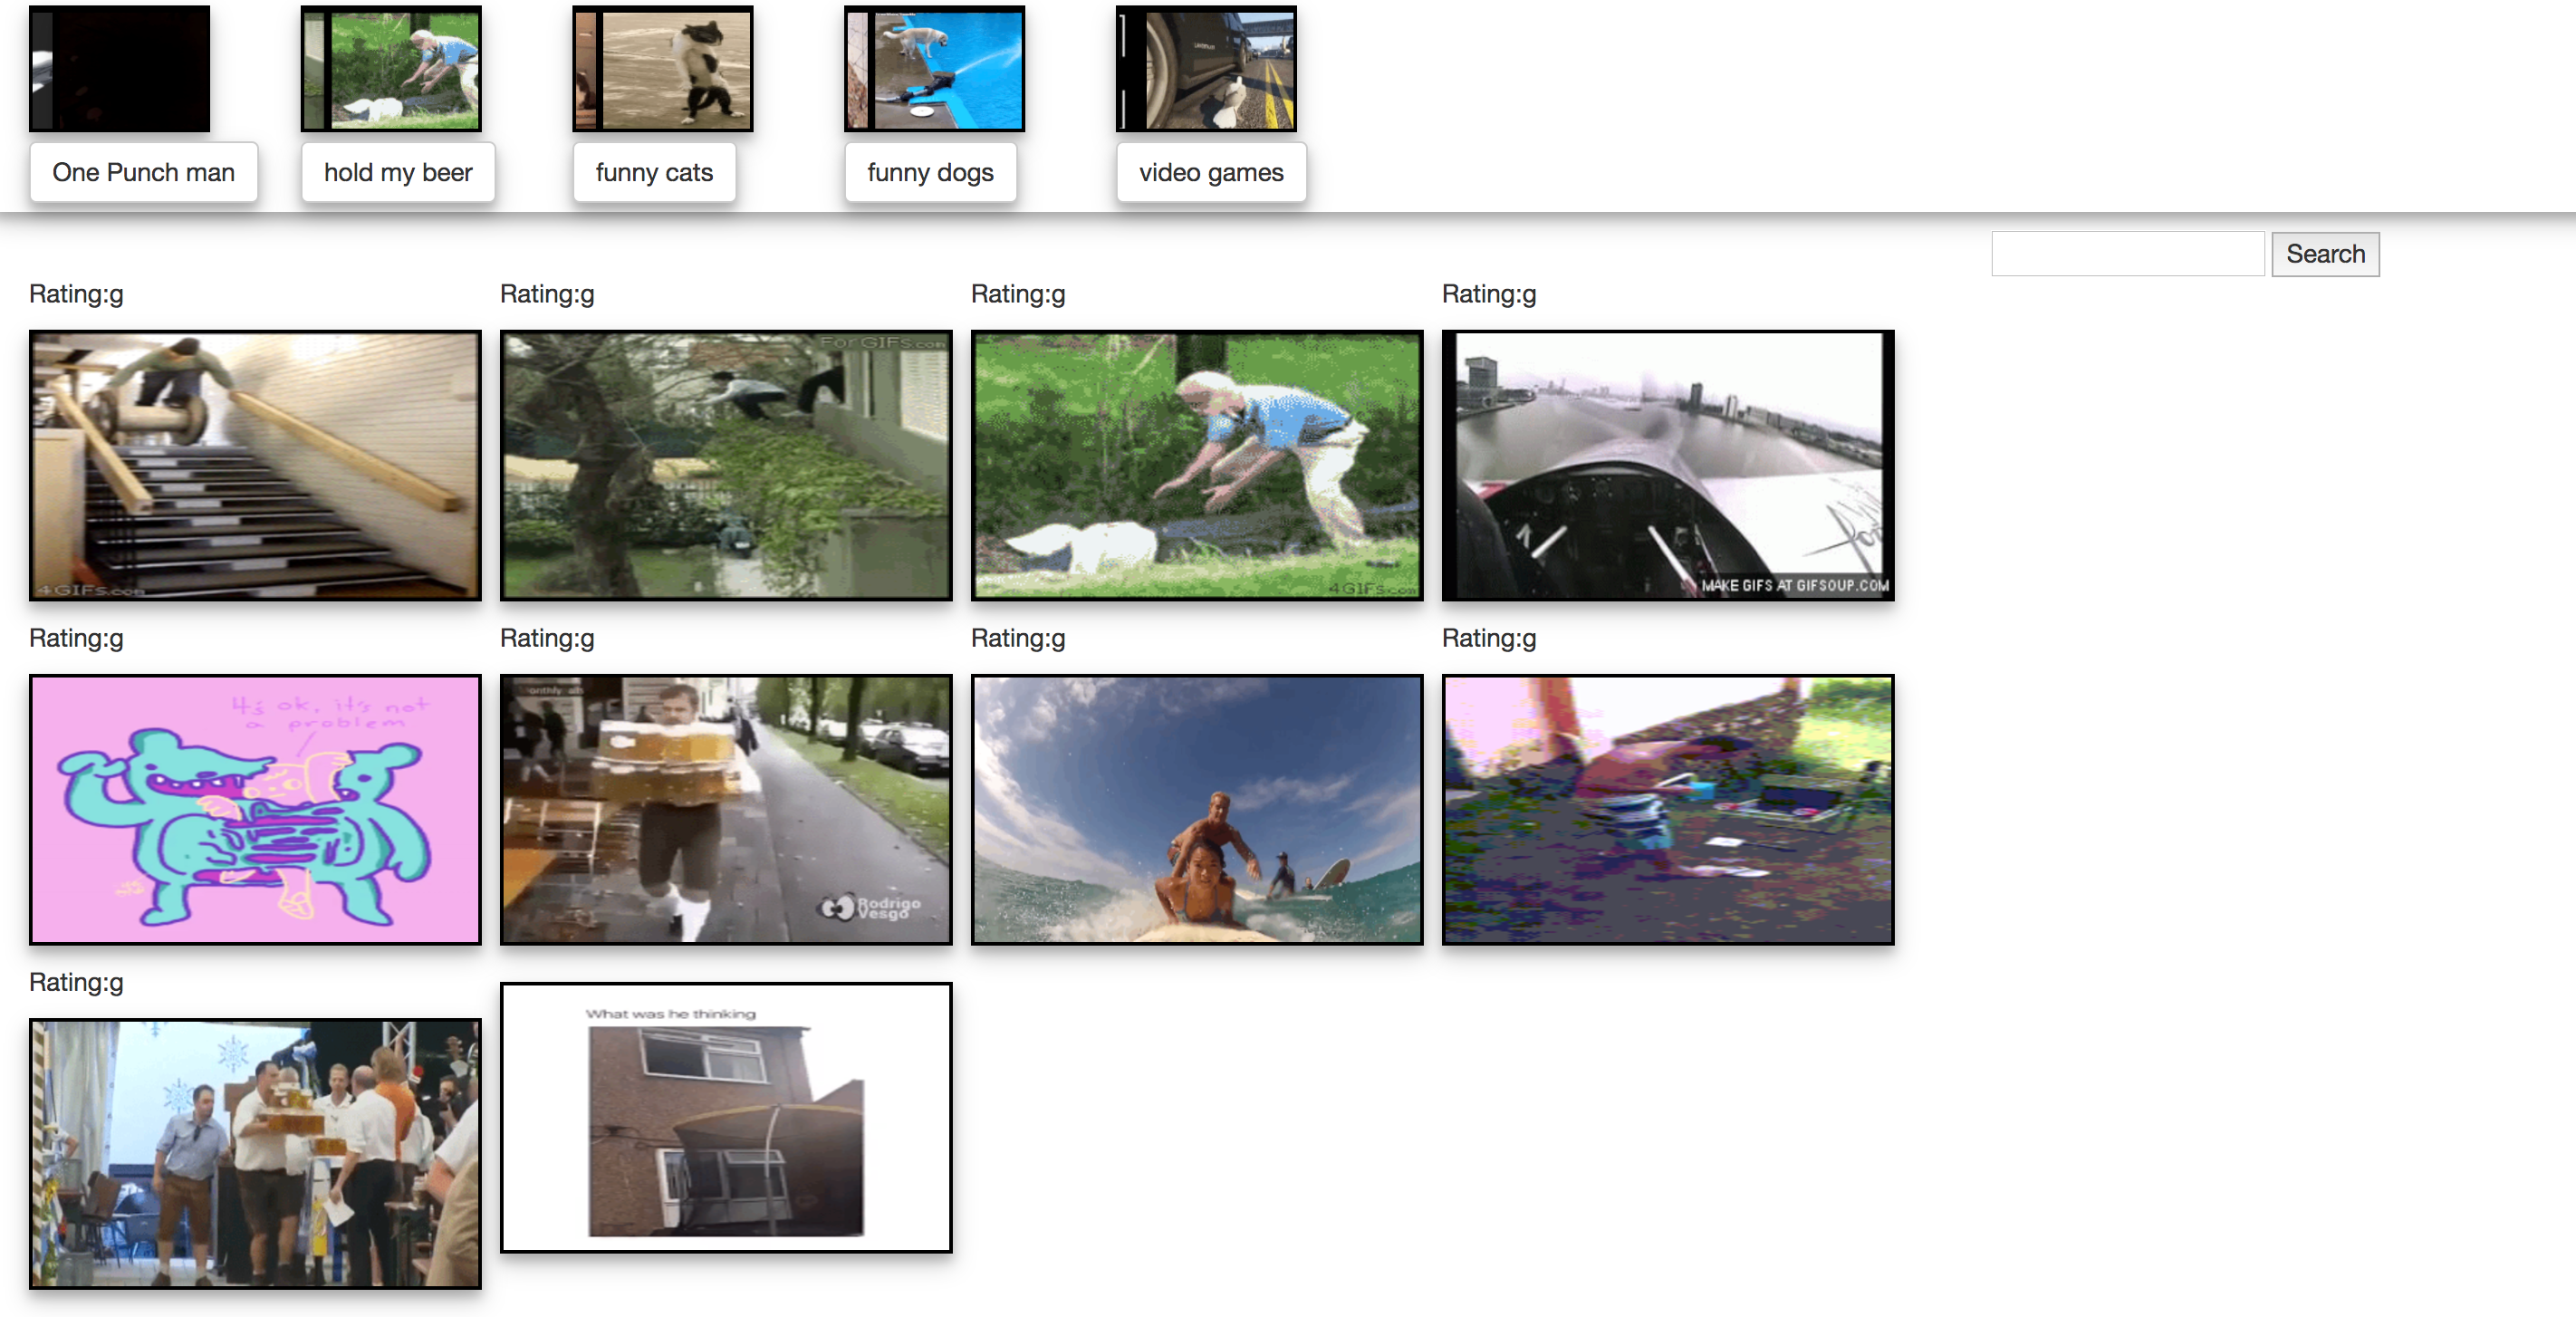 One Punch man
hold my beer
funny cats
funny dogs
video games
Search
Rating:g
Rating:g
Rating:g
Rating:g
For GIFs.com
4GIFs.com
4GIFs.com
MAKE GIFS AT GIFSOUP.COM
Rating:g
Rating:g
Rating:g
Rating:g
it's ok, it's not
a problem
Rodrigo
Vesgo
Rating:g
What was he thinking